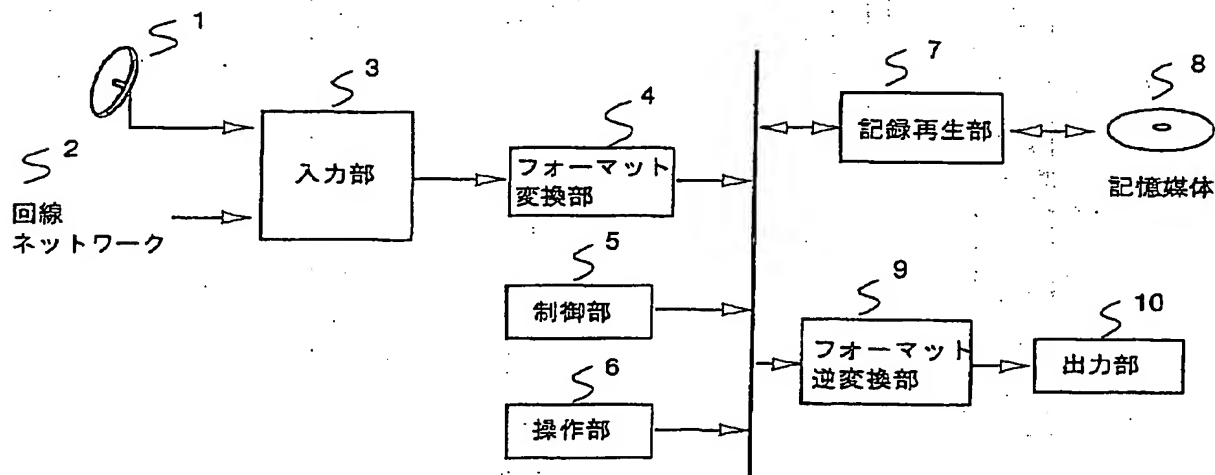 1
2
回線
ネットワーク
3
入力部
4
フォーマット
変換部
5
制御部
6
操作部
7
記録再生部
8
記憶媒体
9
フォーマット
逆変換部
10
出力部